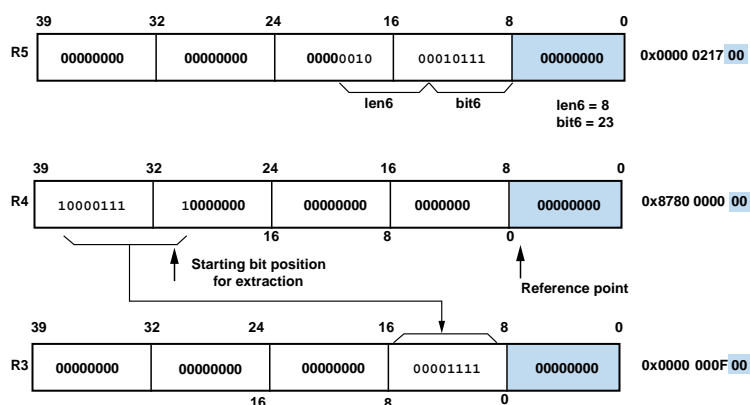 39 32 24 16 8 0
R5 00000000 00000000 00000010 00010111 00000000 0x0000 0217 00
len6 bit6
len6 = 8
bit6 = 23
39 32 24 16 8 0
R4 10000111 10000000 00000000 0000000 00000000 0x8780 0000 00
16 8 0
Starting bit position
for extraction
Reference point
39 32 24 16 8 0
R3 00000000 00000000 00000000 00001111 00000000 0x0000 000F 00
16 8 0